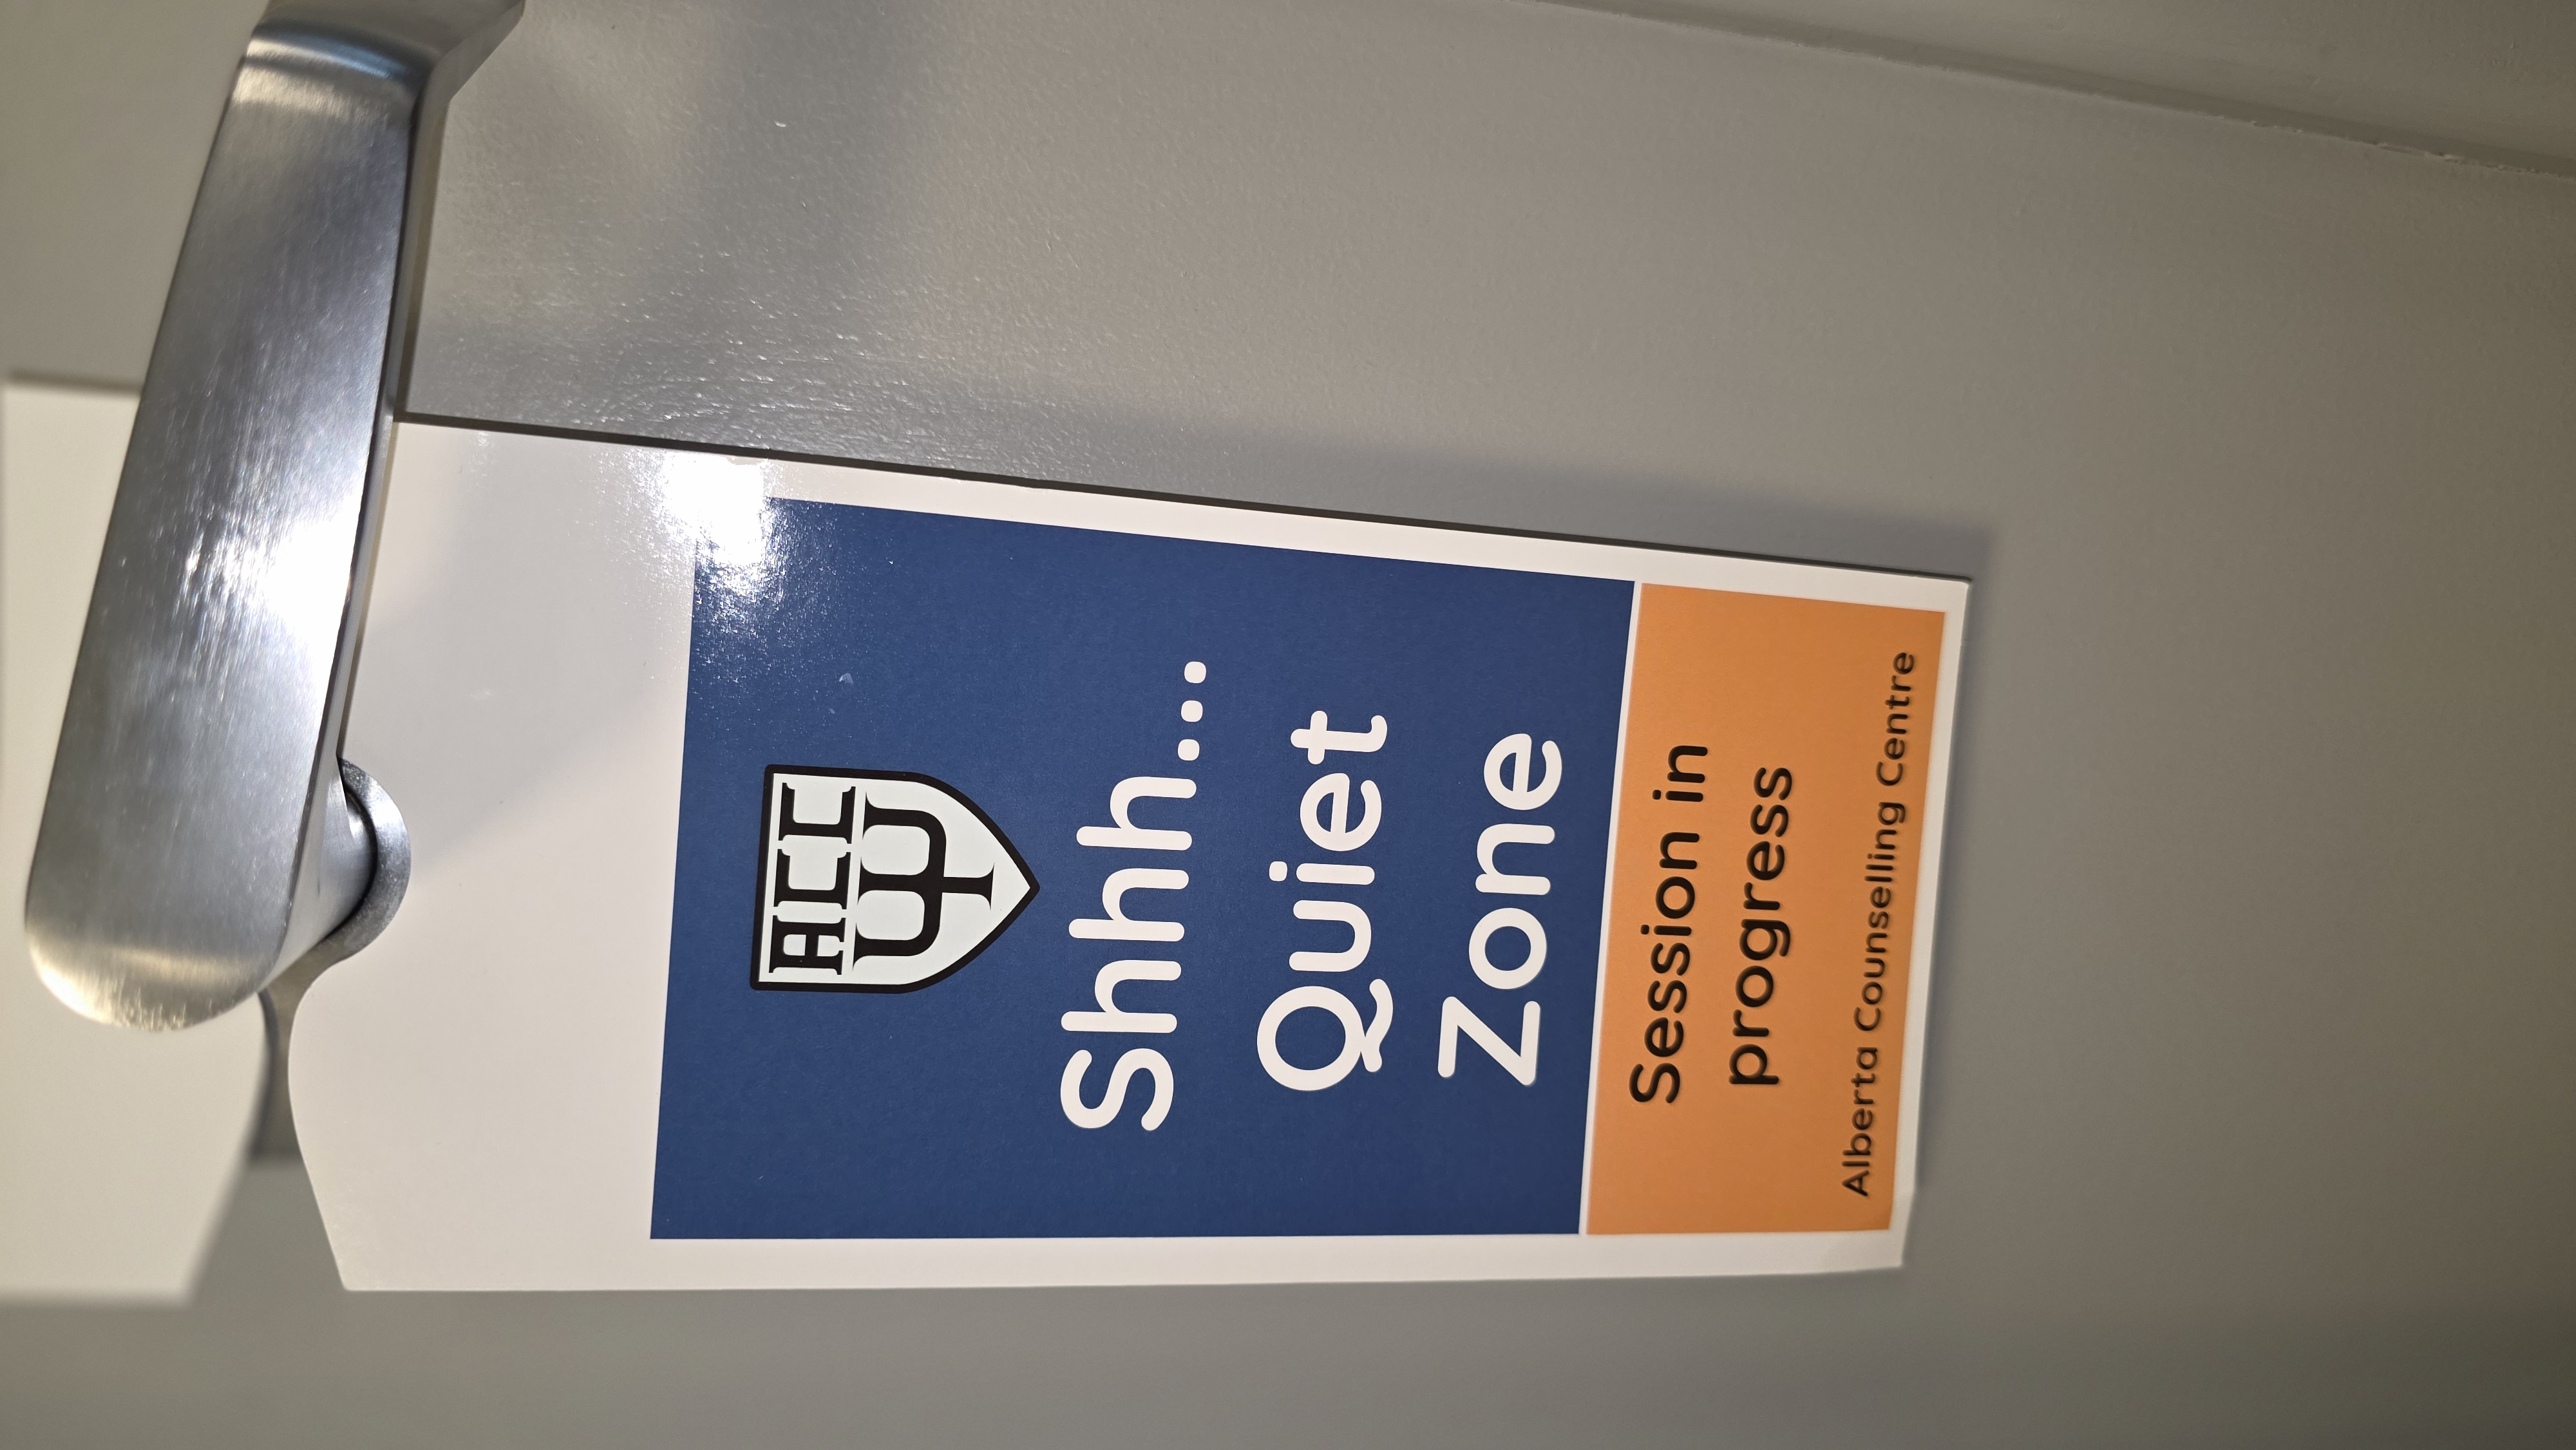 ACC
Shhh...
Quiet
Zone
Session in
progress
Alberta Counselling Centre